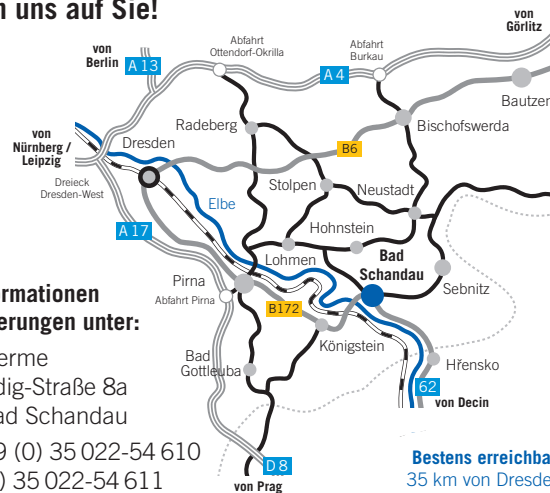 n uns auf Sie!
von
Görlitz
Abfahrt
Ottendorf-Okrilla
Abfahrt
Burkau
von
Berlin
A 13
A 4
Bautzen
Radeberg
Bischofswerda
von
Nürnberg /
Leipzig
Dresden
B6
Dreieck
Dresden-West
Stolpen
Neustadt
Elbe
A 17
Hohnstein
Lohmen
Bad
Schandau
Sebnitz
Pirna
Abfahrt Pirna
B172
ormationen
erungen unter:
Königstein
erme
Bad
Gottleuba
Hřensko
dig-Straße 8a
ad Schandau
62
von Decin
9 (0) 35 022-54 610
) 35 022-54 611
D 8
von Prag
Bestens erreichba
35 km von Dresde